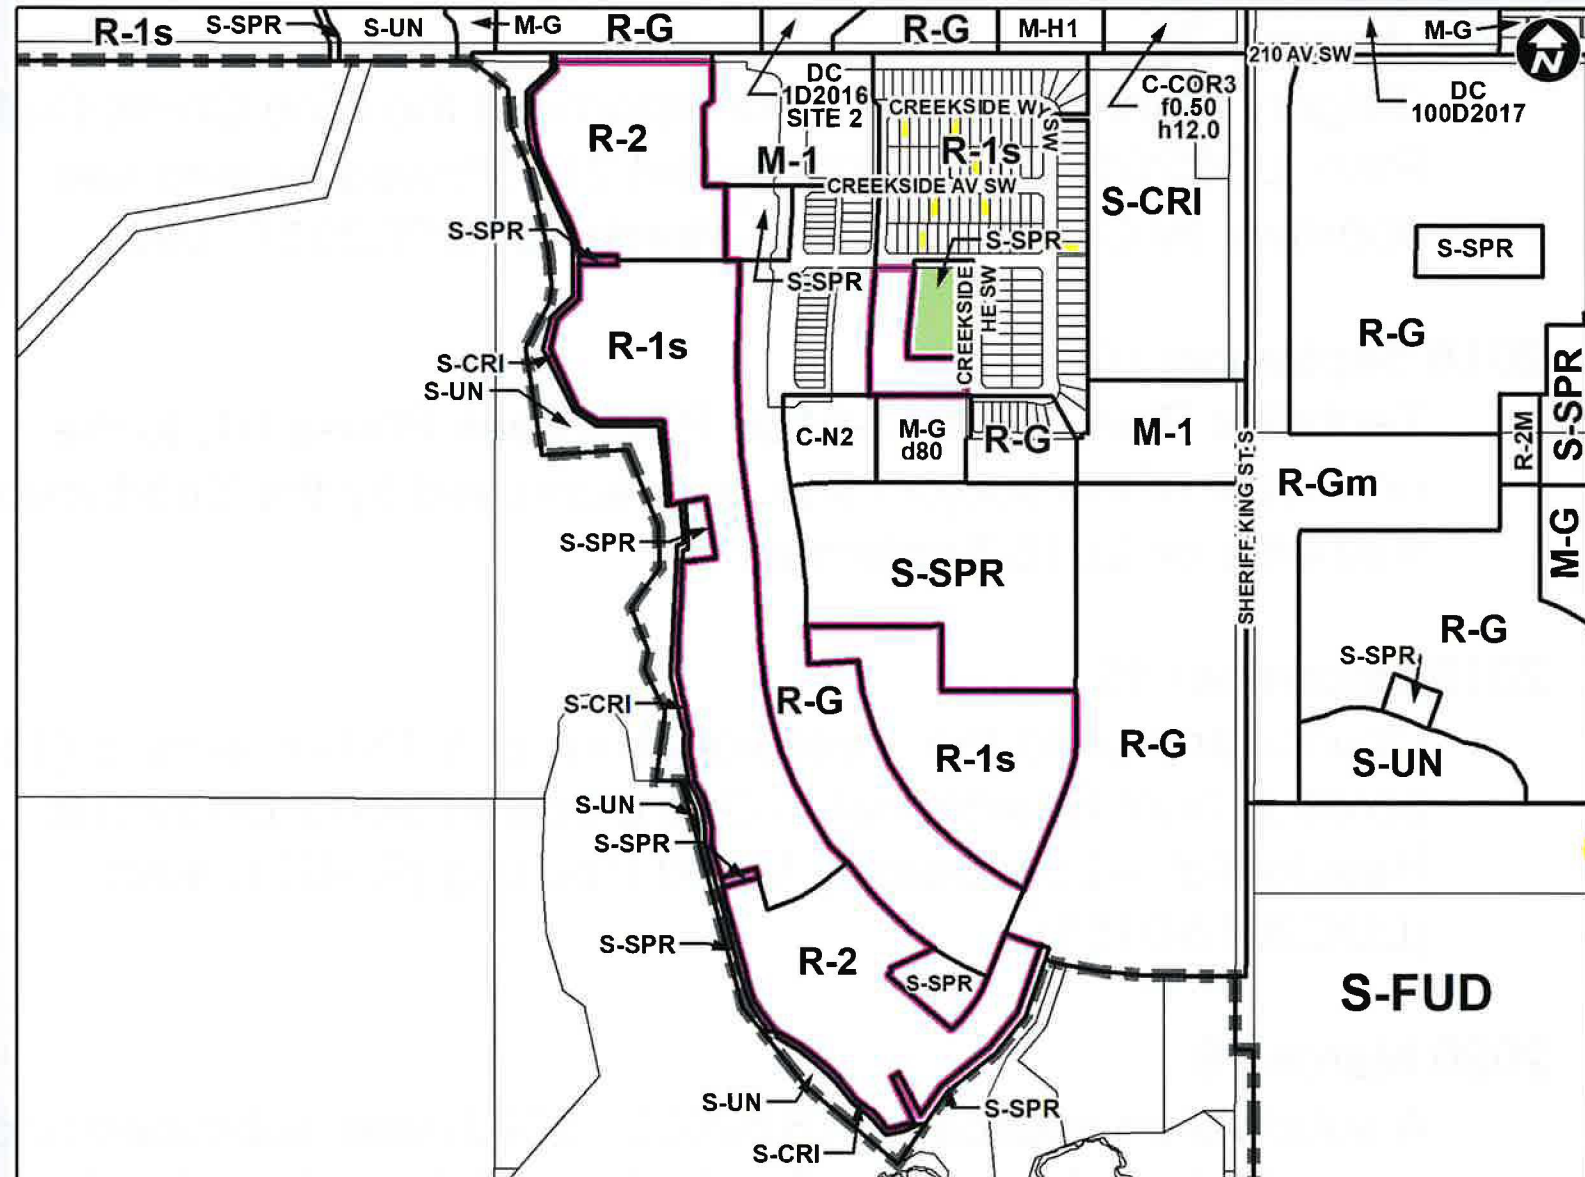 R-1s
S-SPR
S-UN
M-G
R-G
R-G
M-H1
M-G
N
210 AV SW
DC
1D2016
SITE 2
C-COR3
f0.50
h12.0
DC
100D2017
CREEKSIDE WY SW
R-2
R-1s
M-1
CREEKSIDE AV SW
S-CRI
S-SPR
S-SPR
S-SPR
S-SPR
CREEKSIDE
HE SW
R-G
R-1s
S-CRI
S-UN
S-SPR
C-N2
M-G
d80
R-G
M-1
R-2M
SHERIFF KING ST S
R-Gm
S-SPR
M-G
S-SPR
R-G
S-SPR
S-CRI
R-G
R-G
R-1s
S-UN
S-UN
S-SPR
S-SPR
R-2
S-SPR
S-FUD
S-UN
S-SPR
S-CRI